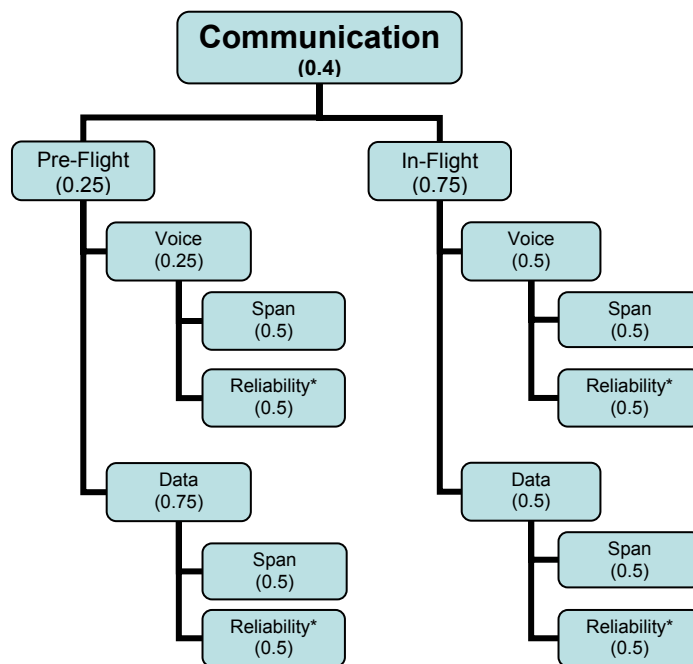 Communication
(0.4)
Pre-Flight
(0.25)
Voice
(0.25)
Span
(0.5)
Reliability*
(0.5)
Data
(0.75)
Span
(0.5)
Reliability*
(0.5)
In-Flight
(0.75)
Voice
(0.5)
Span
(0.5)
Reliability*
(0.5)
Data
(0.5)
Span
(0.5)
Reliability*
(0.5)